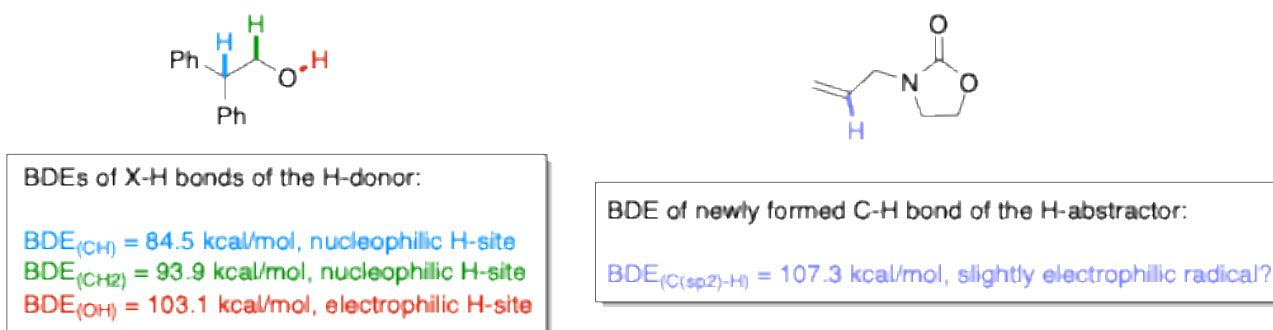 H
H
Ph
O
H
Ph
BDEs of X-H bonds of the H-donor:
BDE(CH) = 84.5 kcal/mol, nucleophilic H-site
BDE(CH2) = 93.9 kcal/mol, nucleophilic H-site
BDE(OH) = 103.1 kcal/mol, electrophilic H-site
O
N
O
H
BDE of newly formed C-H bond of the H-abstractor:
BDE(C(sp2)-H) = 107.3 kcal/mol, slightly electrophilic radical?